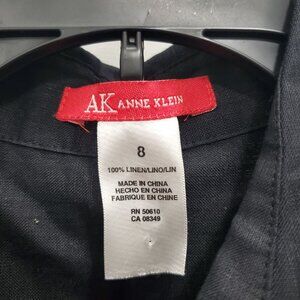 AK ANNE KLEIN
8
100% LINEN/LINO/LIN
MADE IN CHINA
HECHO EN CHINA
FABRIQUE EN CHINE
RN 50610
CA 08349